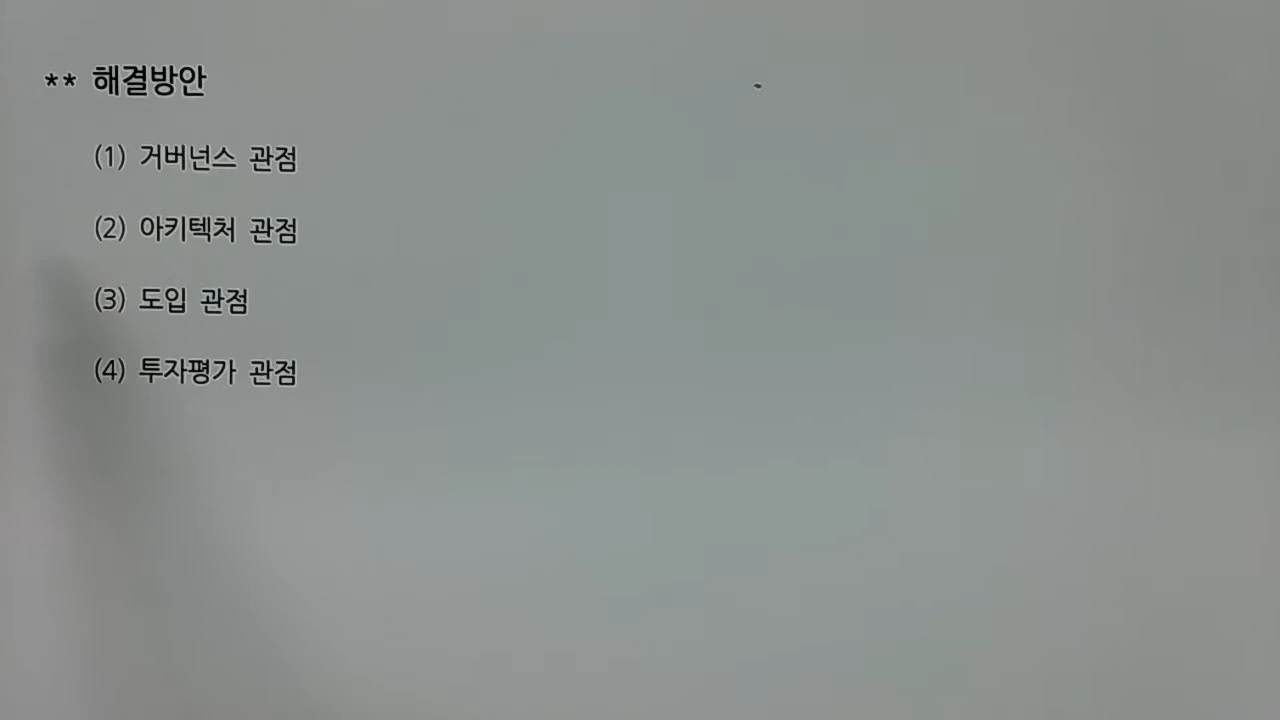 ** 해결방안
(1) 거버넌스 관점
(2) 아키텍처 관점
(3) 도입 관점
(4) 투자평가 관점